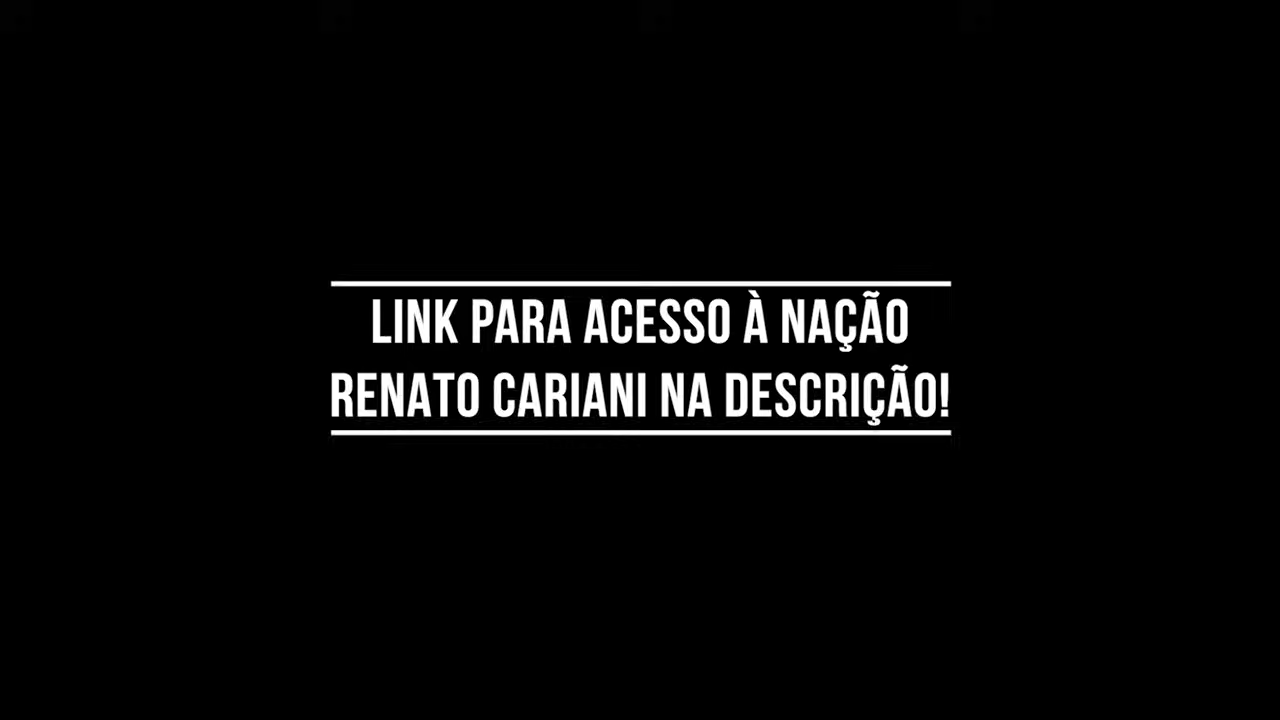 LINK PARA ACESSO À NAÇÃO
RENATO CARIANI NA DESCRIÇÃO!